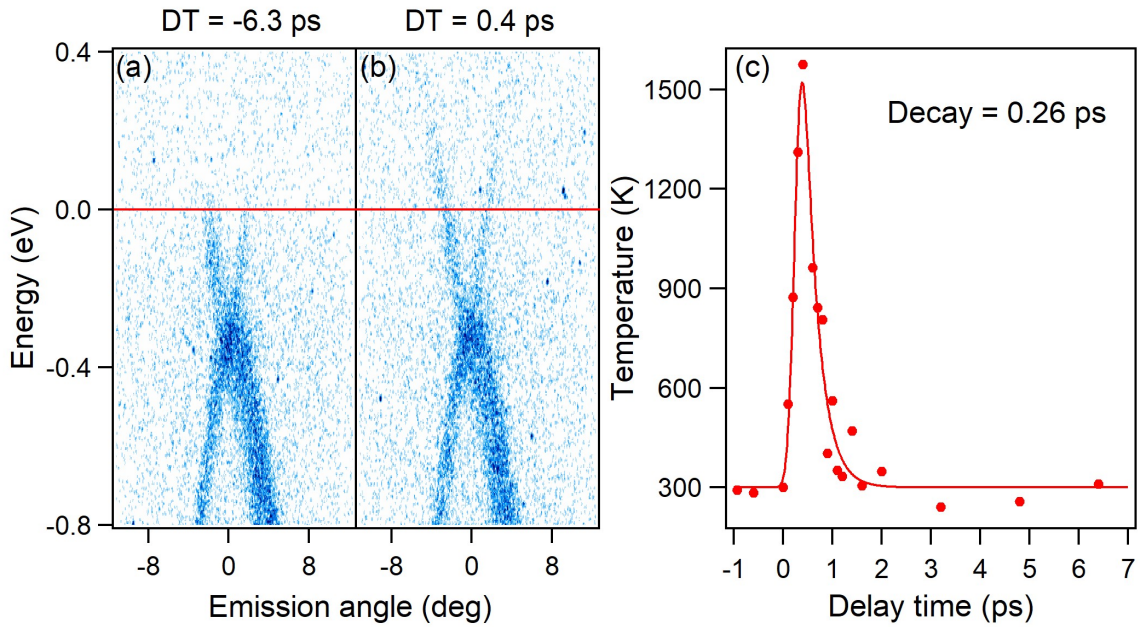 DT = -6.3 ps
DT = 0.4 ps
(a)
(b)
(c)
Decay = 0.26 ps
0.4
0.0
-0.4
-0.8
Energy (eV)
-8 0 8
-8 0 8
Emission angle (deg)
1500
1200
900
600
300
Temperature (K)
-1 0 1 2 3 4 5 6 7
Delay time (ps)